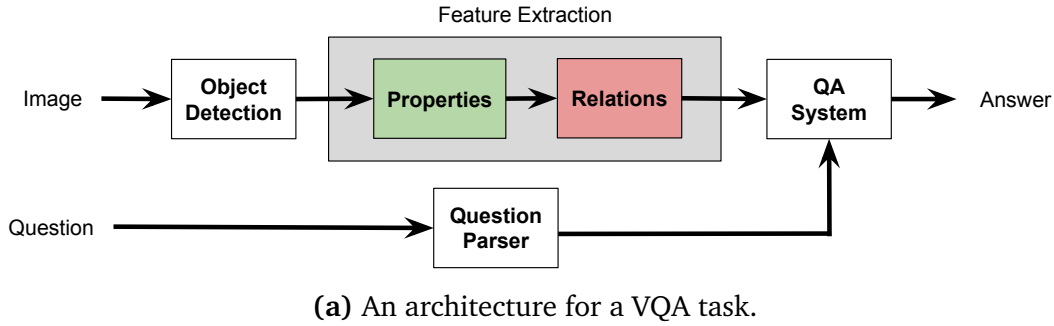 Feature Extraction
Image
Object
Detection
Properties
Relations
QA
System
Answer
Question
Question
Parser
(a) An architecture for a VQA task.